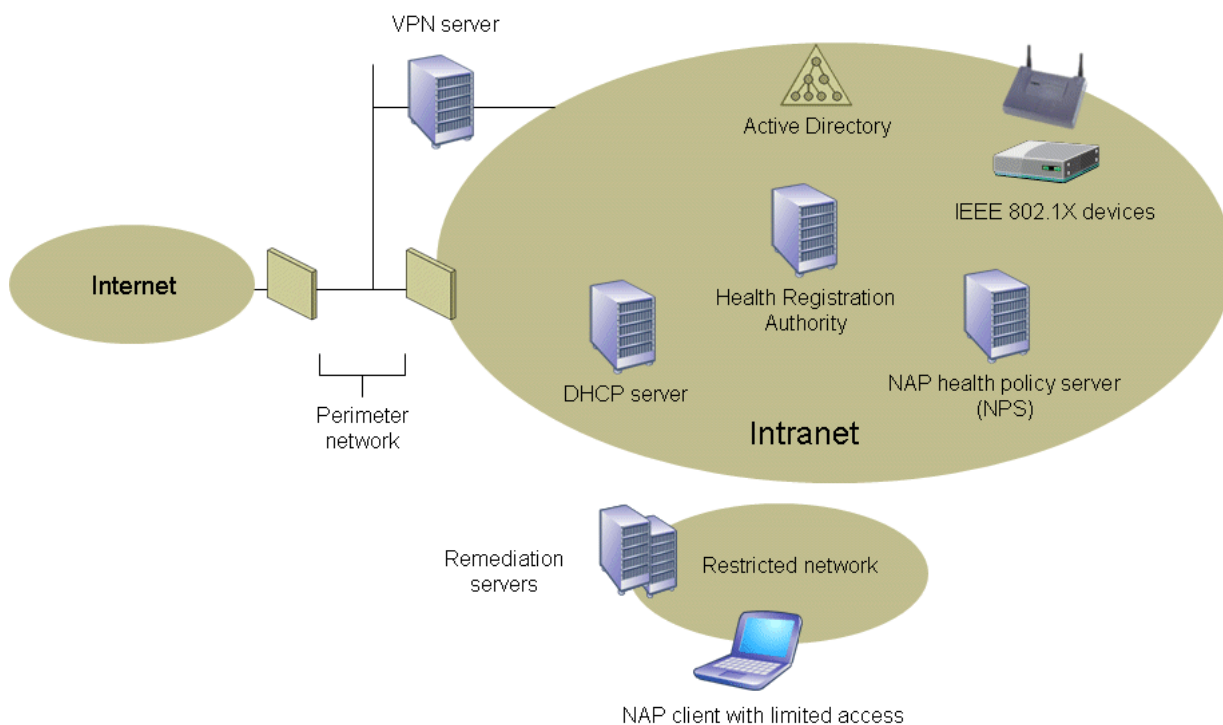 VPN server
Active Directory
IEEE 802.1X devices
Internet
Health Registration
Authority
DHCP server
NAP health policy server
(NPS)
Perimeter
network
Intranet
Remediation
servers
Restricted network
NAP client with limited access